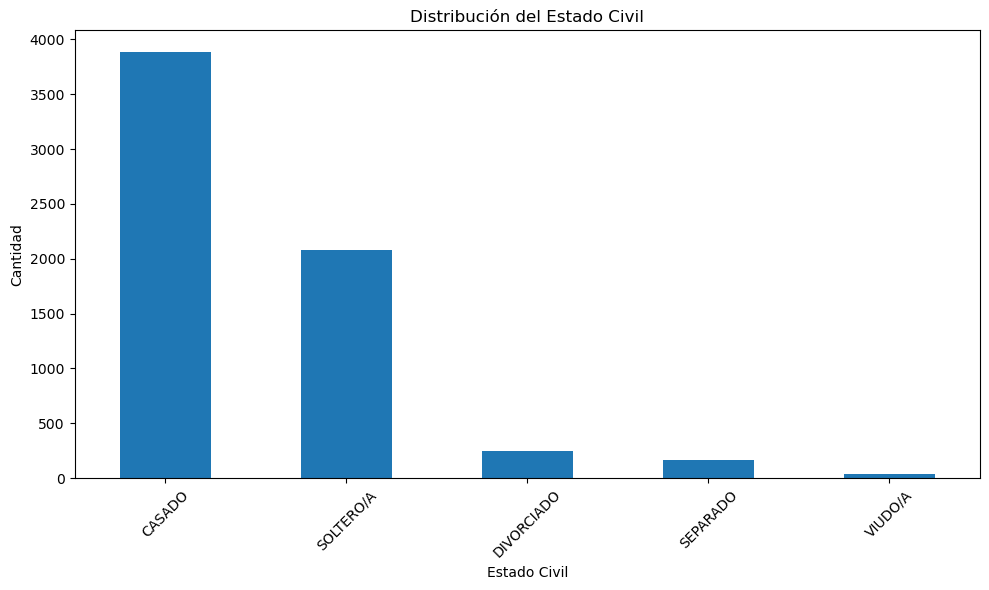 Distribución del Estado Civil
Cantidad
4000
3500
3000
2500
2000
1500
1000
500
0
CASADO
SOLTERO/A
DIVORCIADO
SEPARADO
VIUDO/A
Estado Civil